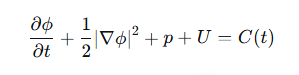 ∂ϕ/∂t + 1/2|∇ϕ|² + p + U = C(t)